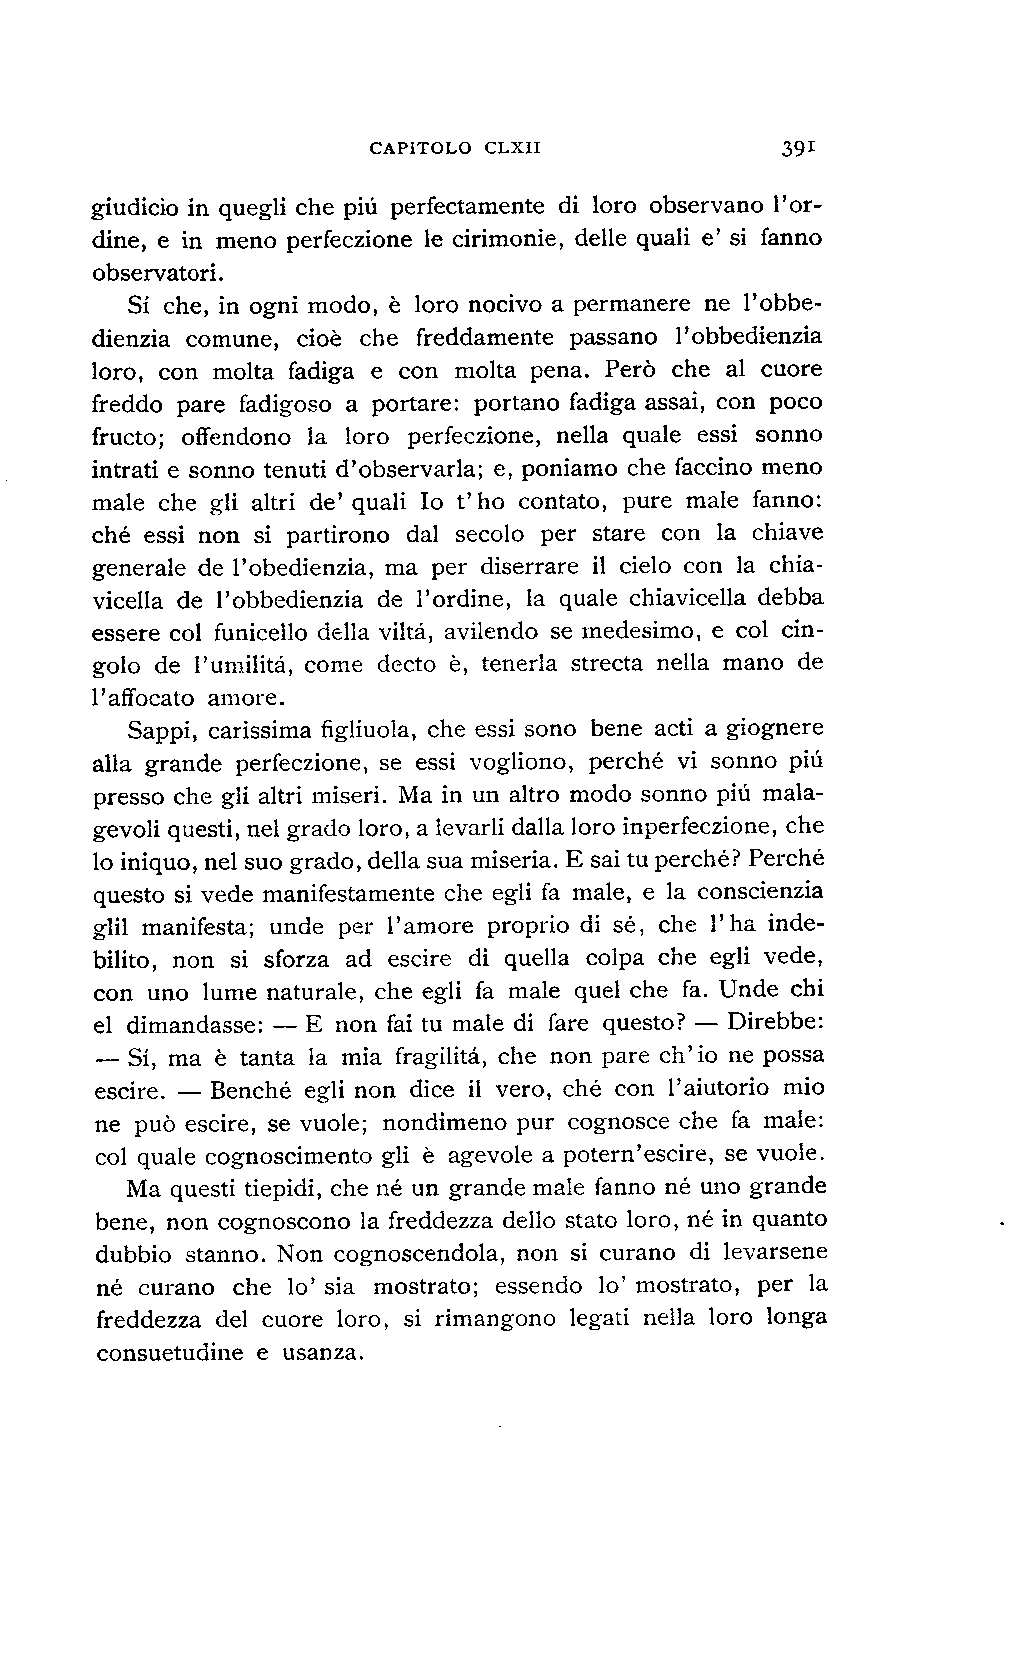 CAPITOLO CLXII 391
giudicio in quegli che piú perfectamente di loro observano l'or-
dine, e in meno perfeczione le cirimonie, delle quali e' si fanno
observatori.
Sí che, in ogni modo, è loro nocivo a permanere ne l'obbe-
dienzia comune, cioè che freddamente passano l'obbedienzia
loro, con molta fadiga e con molta pena. Però che al cuore
freddo pare fadigoso a portare: portano fadiga assai, con poco
fructo; offendono la loro perfeczione, nella quale essi sonno
intrati e sonno tenuti d'observarla; e, poniamo che faccino meno
male che gli altri de' quali Io t'ho contato, pure male fanno:
ché essi non si partirono dal secolo per stare con la chiave
generale de l'obedienzia, ma per diserrare il cielo con la chia-
vicella de l'obbedienzia de l'ordine, la quale chiavicella debba
essere col funicello della viltá, avilendo se medesimo, e col cin-
golo de l'umilitá, come decto è, tenerla strecta nella mano de
l'affocato amore.
Sappi, carissima figliuola, che essi sono bene acti a giognere
alla grande perfeczione, se essi vogliono, perché vi sonno piú
presso che gli altri miseri. Ma in un altro modo sonno piú mala-
gevoli questi, nel grado loro, a levarli dalla loro inperfeczione, che
lo iniquo, nel suo grado, della sua miseria. E sai tu perché? Perché
questo si vede manifestamente che egli fa male, e la conscienzia
glil manifesta; unde per l'amore proprio di sé, che l'ha inde-
bilito, non si sforza ad escire di quella colpa che egli vede,
con uno lume naturale, che egli fa male quel che fa. Unde chi
el dimandasse: — E non fai tu male di fare questo? — Direbbe:
— Sí, ma è tanta la mia fragilitá, che non pare ch'io ne possa
escire. — Benché egli non dice il vero, ché con l'aiutorio mio
ne può escire, se vuole; nondimeno pur cognosce che fa male:
col quale cognoscimento gli è agevole a potern'escire, se vuole.
Ma questi tiepidi, che né un grande male fanno né uno grande
bene, non cognoscono la freddezza dello stato loro, né in quanto
dubbio stanno. Non cognoscendola, non si curano di levarsene
né curano che lo' sia mostrato; essendo lo' mostrato, per la
freddezza del cuore loro, si rimangono legati nella loro longa
consuetudine e usanza.